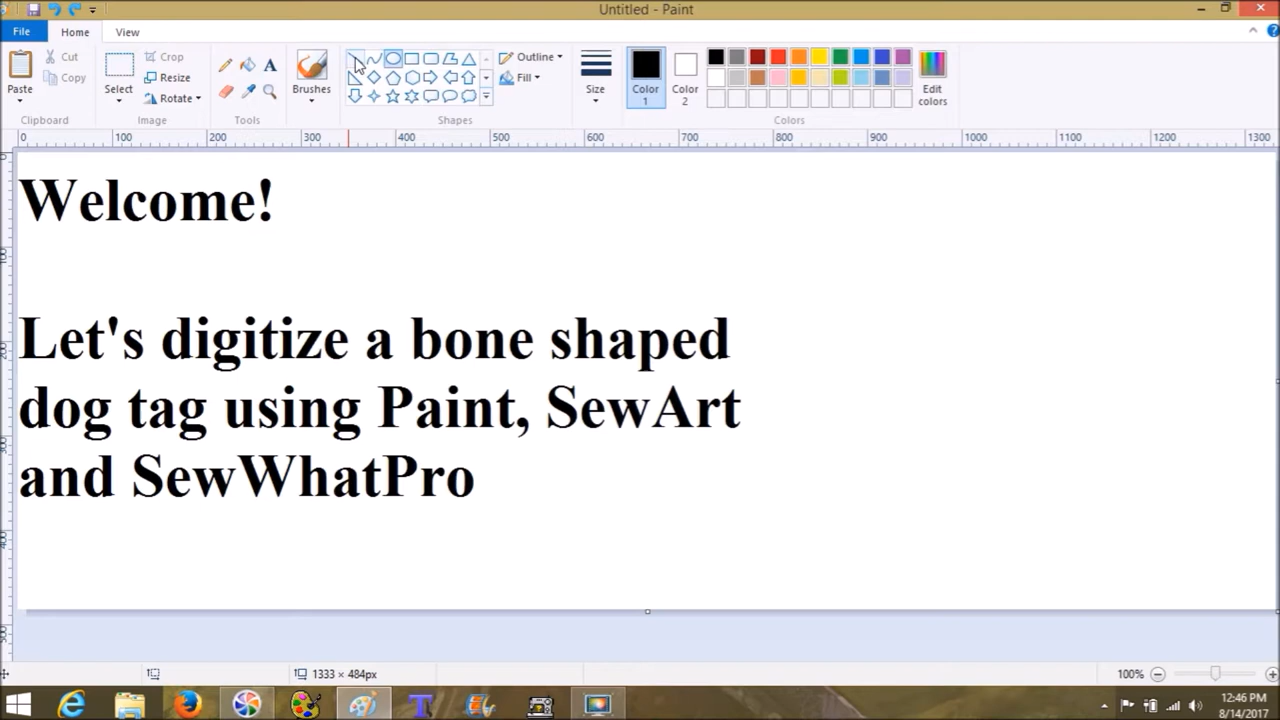 Untitled - Paint
File Home View
Cut
Copy
Paste
Clipboard
Select
Crop
Resize
Rotate
Image
Tools
Brushes
Shapes
Outline
Fill
Size
Color 1
Color 2
Colors
Edit colors
0 100 200 300 400 500 600 700 800 900 1000 1100 1200 1300
Welcome!
Let's digitize a bone shaped
dog tag using Paint, SewArt
and SewWhatPro
1333 × 484px
100%
12:46 PM
8/14/2017